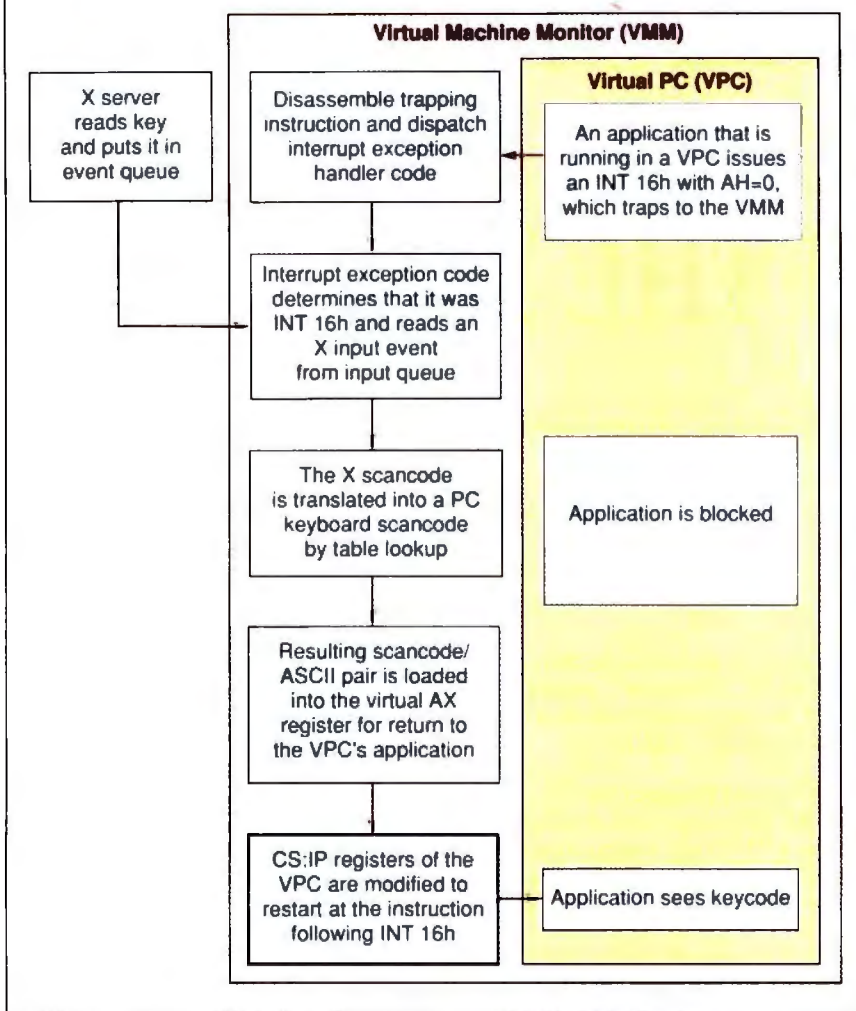 Virtual Machine Monitor (VMM)
Virtual PC (VPC)
X server
reads key
and puts it in
event queue
Disassemble trapping
instruction and dispatch
interrupt exception
handler code
An application that is
running in a VPC issues
an INT 16h with AH=0,
which traps to the VMM
Interrupt exception code
determines that it was
INT 16h and reads an
X input event
from input queue
The X scancode
is translated into a PC
keyboard scancode
by table lookup
Application is blocked
Resulting scancode/
ASCII pair is loaded
into the virtual AX
register for return to
the VPC's application
CS:IP registers of the
VPC are modified to
restart at the instruction
following INT 16h
Application sees keycode